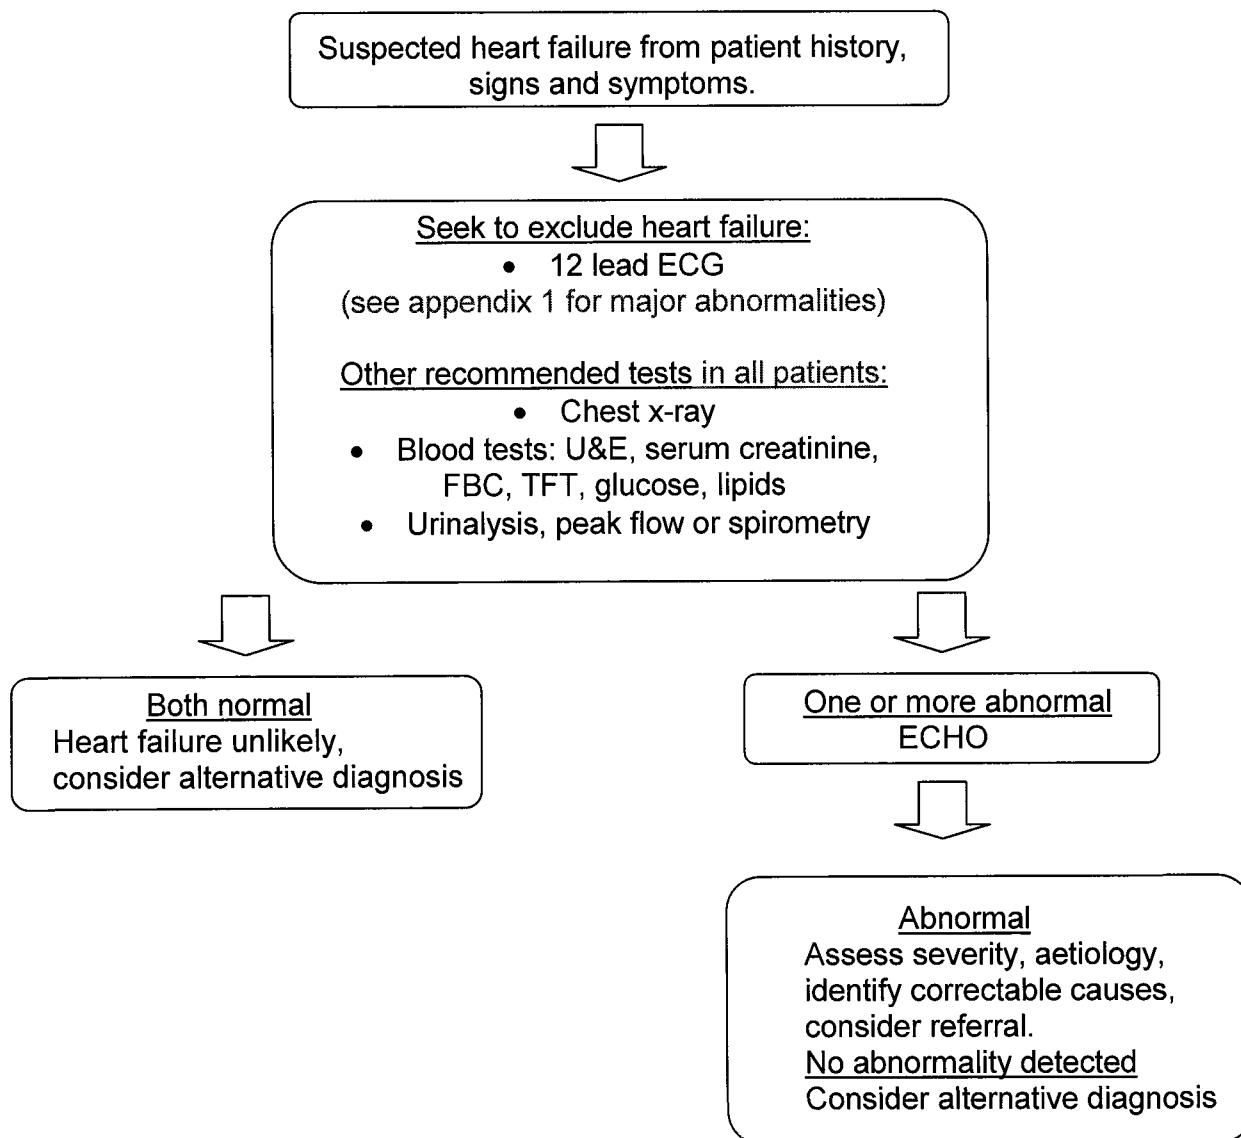 Suspected heart failure from patient history,
signs and symptoms.
Seek to exclude heart failure:
• 12 lead ECG
(see appendix 1 for major abnormalities)
Other recommended tests in all patients:
• Chest x-ray
• Blood tests: U&E, serum creatinine,
FBC, TFT, glucose, lipids
• Urinalysis, peak flow or spirometry
Both normal
Heart failure unlikely,
consider alternative diagnosis
One or more abnormal
ECHO
Abnormal
Assess severity, aetiology,
identify correctable causes,
consider referral.
No abnormality detected
Consider alternative diagnosis